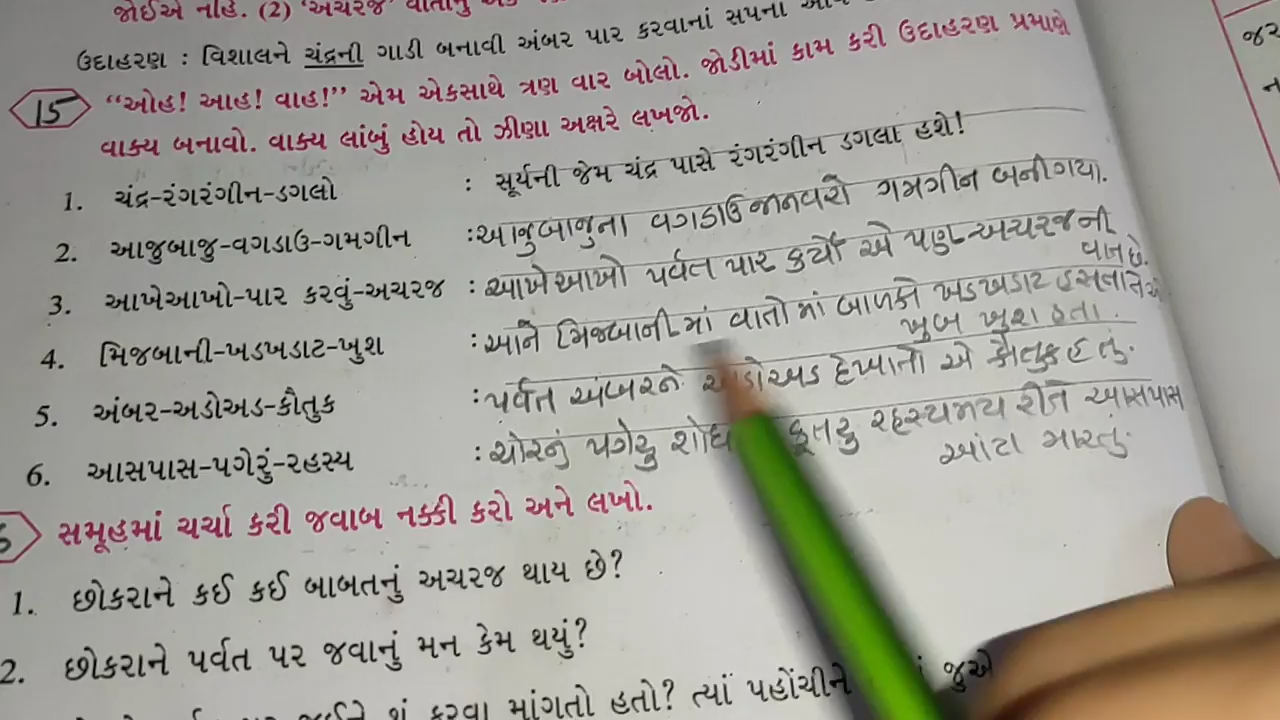 જોઈએ નહિ. (2) 'અચરજ'
ઉદાહરણ : વિશાલને ચંદ્રની ગાડી બનાવી અંબર પાર કરવાનાં સપના
15 "ઓહ! આહ! વાહ!" એમ એકસાથે ત્રણ વાર બોલો. જોડીમાં કામ કરી ઉદાહરણ પ્રમાણે
વાક્ય બનાવો. વાક્ય લાંબું હોય તો ઝીણા અક્ષરે લખજો.
1. ચંદ્ર-રંગરંગીન-ડગલો : સૂર્યની જેમ ચંદ્ર પાસે રંગરંગીન ડગલા હશે!
2. આજુબાજુ-વગડાઉ-ગમગીન : આજુબાજુના વગડાઉ જાનવરો ગમગીન બની ગયા.
3. આખેઆખો-પાર કરવું-અચરજ : આખેઆખો પર્વત પાર કર્યો એ પણ અચરજની
વાત છે.
4. મિજબાની-ખડખડાટ-ખુશ : આને મિજબાની માં વાતો માં બાળકો ખડખડાટ હસતા
ખુબ ખુશ હતા.
5. અંબર-અડોઅડ-કૌતુક : પર્વત અંબરને અડોઅડ દેખાતો એ કૌતુક હતું.
6. આસપાસ-પગેરું-રહસ્ય : ચોરનું પગેરુ રહસ્યમય રીતે આસપાસ
આંટા મારતું.
સમૂહમાં ચર્ચા કરી જવાબ નક્કી કરો અને લખો.
1. છોકરાને કઈ કઈ બાબતનું અચરજ થાય છે?
2. છોકરાને પર્વત પર જવાનું મન કેમ થયું?
શું કરવા માંગતો હતો? ત્યાં પહોંચીને જુએ